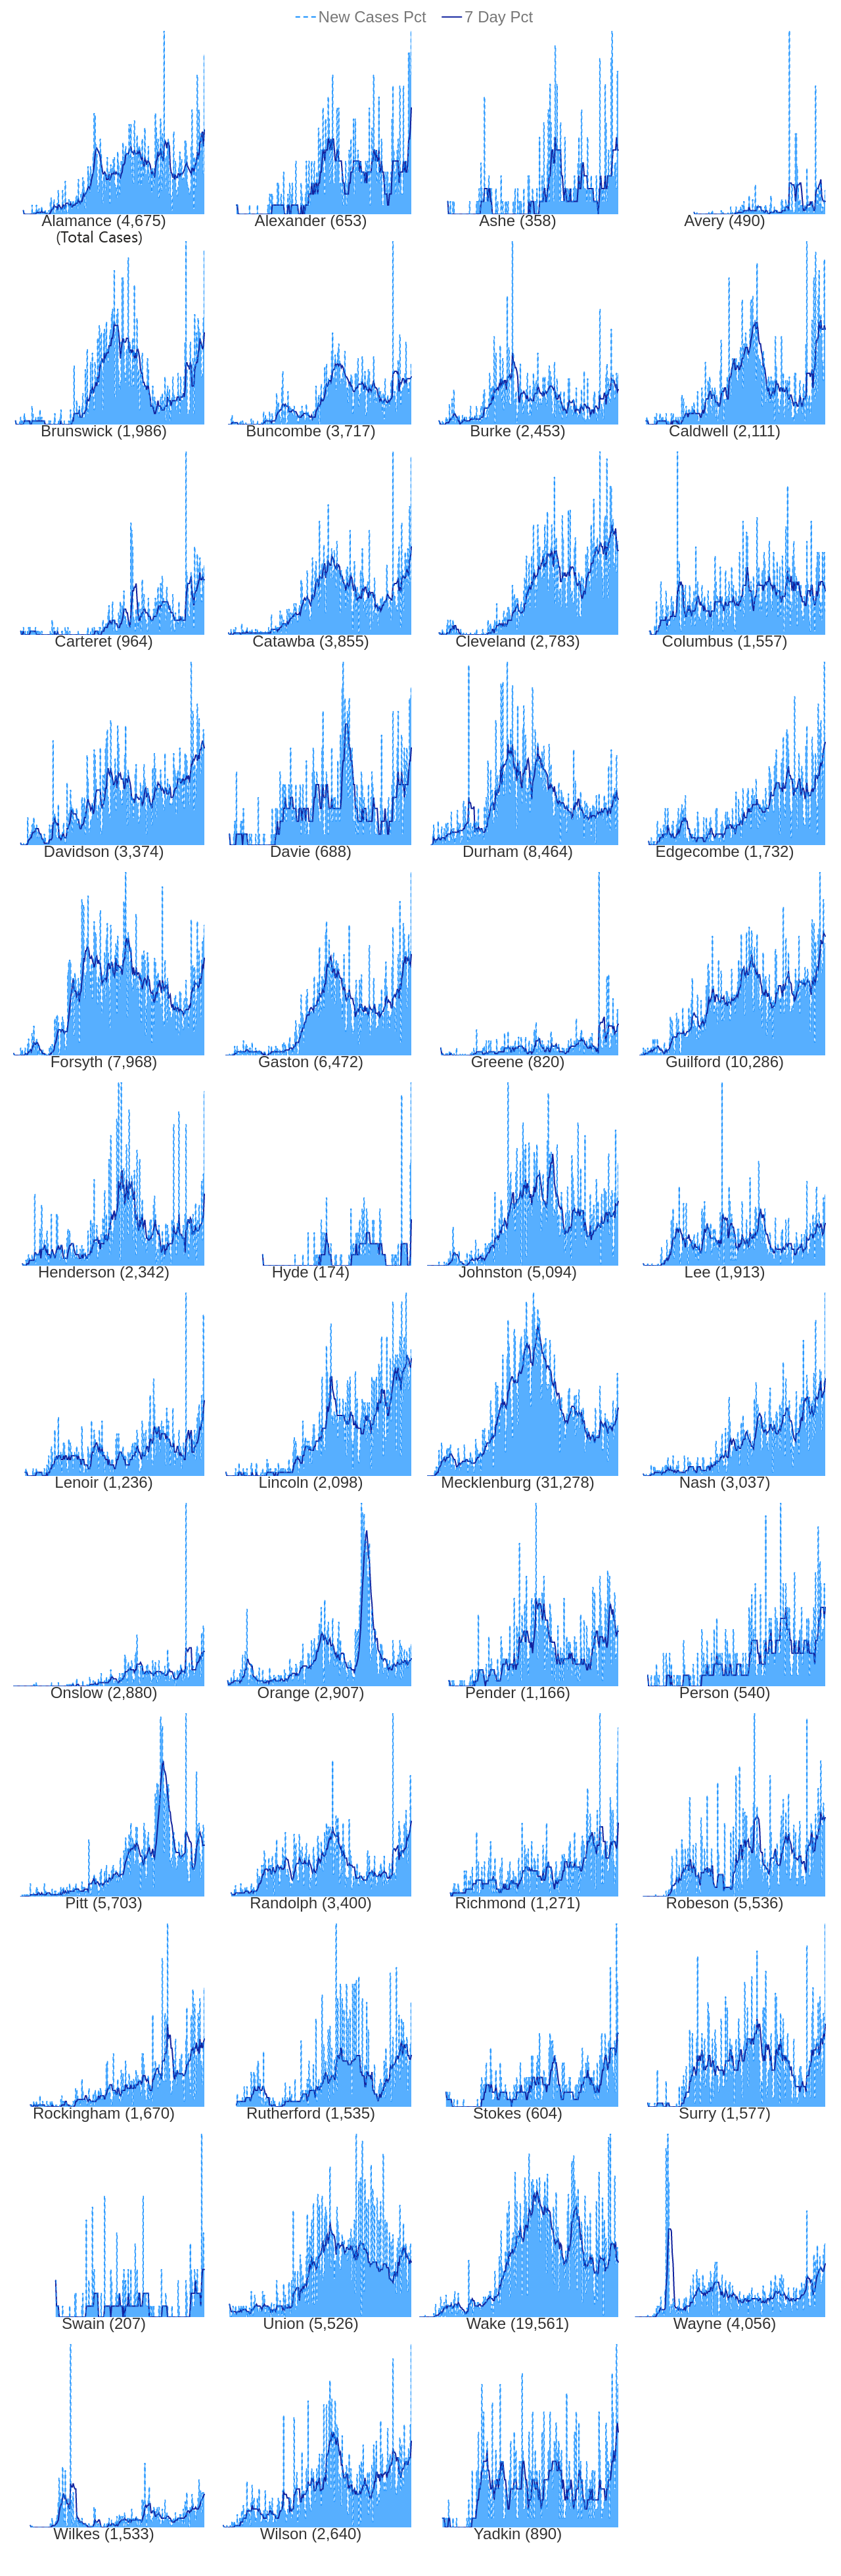 New Cases Pct 7 Day Pct
Alamance (4,675) Alexander (653) Ashe (358) Avery (490)
(Total Cases)
Brunswick (1,986) Buncombe (3,717) Burke (2,453) Caldwell (2,111)
Carteret (964) Catawba (3,855) Cleveland (2,783) Columbus (1,557)
Davidson (3,374) Davie (688) Durham (8,464) Edgecombe (1,732)
Forsyth (7,968) Gaston (6,472) Greene (820) Guilford (10,286)
Henderson (2,342) Hyde (174) Johnston (5,094) Lee (1,913)
Lenoir (1,236) Lincoln (2,098) Mecklenburg (31,278) Nash (3,037)
Onslow (2,880) Orange (2,907) Pender (1,166) Person (540)
Pitt (5,703) Randolph (3,400) Richmond (1,271) Robeson (5,536)
Rockingham (1,670) Rutherford (1,535) Stokes (604) Surry (1,577)
Swain (207) Union (5,526) Wake (19,561) Wayne (4,056)
Wilkes (1,533) Wilson (2,640) Yadkin (890)